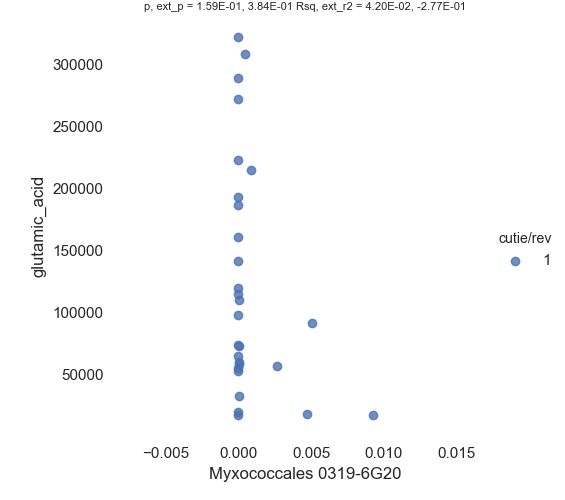 p, ext_p = 1.59E-01, 3.84E-01 Rsq, ext_r2 = 4.20E-02, -2.77E-01
300000
250000
200000
150000
100000
50000
glutamic_acid
cutie/rev
1
−0.005 0.000 0.005 0.010 0.015
Myxococcales 0319-6G20